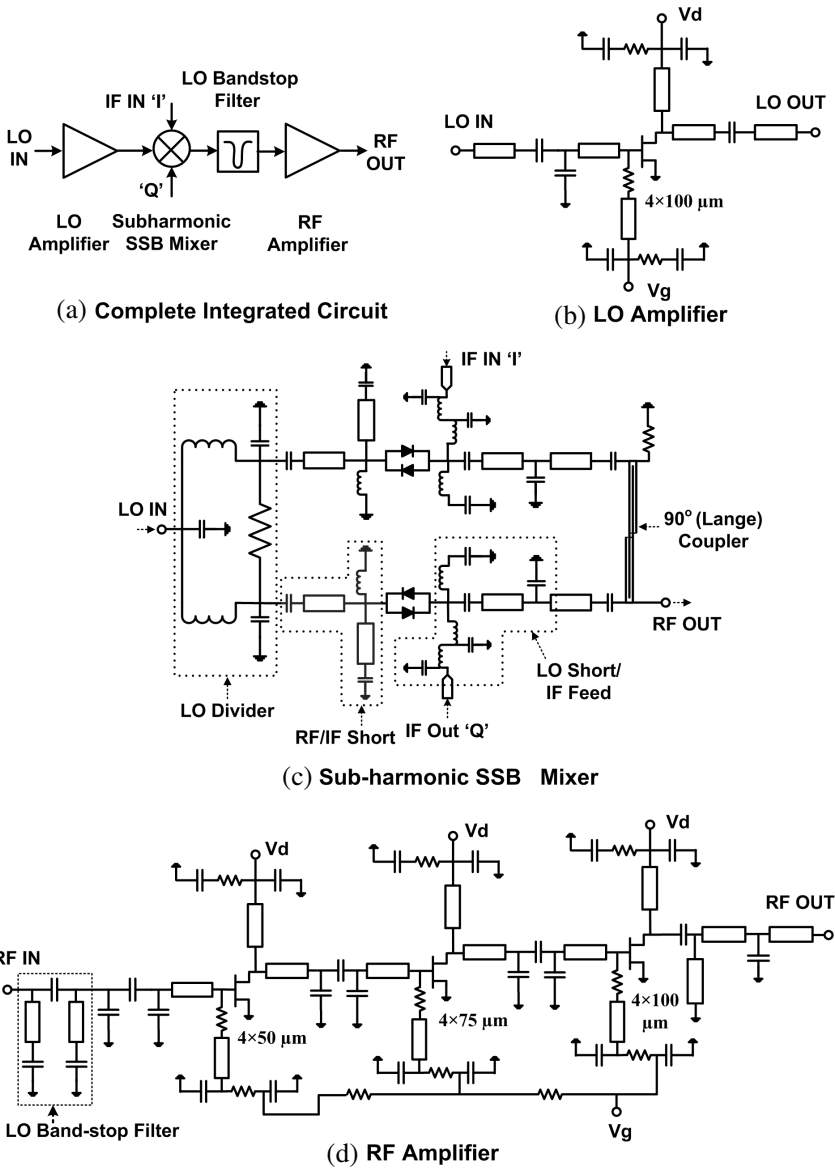 LO Bandstop
Filter
IF IN 'I'
LO
IN
RF
OUT
'Q'
LO
Amplifier
Subharmonic
SSB Mixer
RF
Amplifier
(a) Complete Integrated Circuit
Vd
LO IN
LO OUT
4×100 µm
Vg
(b) LO Amplifier
IF IN 'I'
LO IN
90° (Lange)
Coupler
RF OUT
LO Divider
RF/IF Short
IF Out 'Q'
LO Short/
IF Feed
(c) Sub-harmonic SSB Mixer
Vd
Vd
Vd
RF OUT
RF IN
4×50 µm
4×75 µm
4×100
µm
LO Band-stop Filter
Vg
(d) RF Amplifier